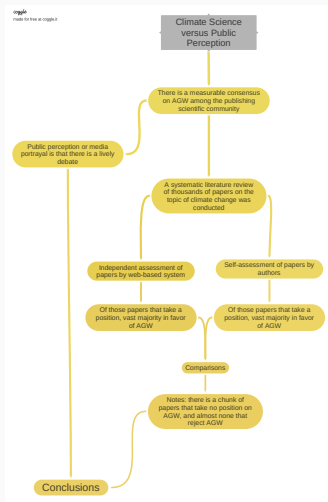 coggle
made for free at coggle.it
Climate Science
versus Public
Perception
There is a measurable consensus
on AGW among the publishing
scientific community
Public perception or media
portrayal is that there is a lively
debate
A systematic literature review
of thousands of papers on the
topic of climate change was
conducted
Independent assessment of
papers by web-based system
Self-assessment of papers by
authors
Of those papers that take a
position, vast majority in favor
of AGW
Of those papers that take a
position, vast majority in favor
of AGW
Comparisons
Notes: there is a chunk of
papers that take no position on
AGW, and almost none that
reject AGW
Conclusions